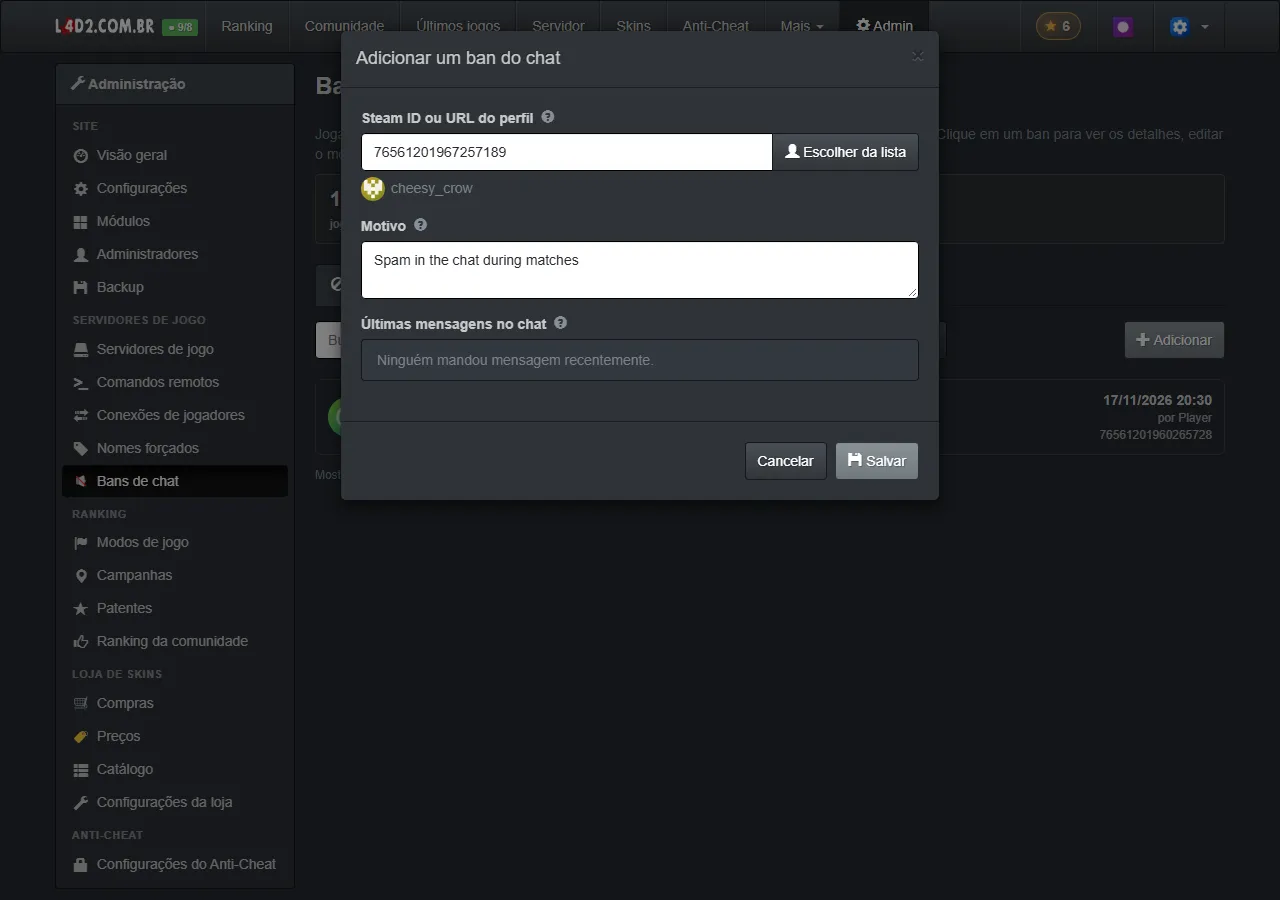 L4D2.COM.BR 9/8 Ranking Comunidade Últimos jogos Servidor Skins Anti-Cheat Mais Admin 6
Administração
SITE
Visão geral
Configurações
Módulos
Administradores
Backup
SERVIDORES DE JOGO
Servidores de jogo
Comandos remotos
Conexões de jogadores
Nomes forçados
Bans de chat
RANKING
Modos de jogo
Campanhas
Patentes
Ranking da comunidade
LOJA DE SKINS
Compras
Preços
Catálogo
Configurações da loja
ANTI-CHEAT
Configurações do Anti-Cheat
Clique em um ban para ver os detalhes, editar
Adicionar
17/11/2026 20:30
por Player
76561201960265728
Adicionar um ban do chat
Steam ID ou URL do perfil
76561201967257189
Escolher da lista
cheesy_crow
Motivo
Spam in the chat during matches
Últimas mensagens no chat
Ninguém mandou mensagem recentemente.
Cancelar
Salvar